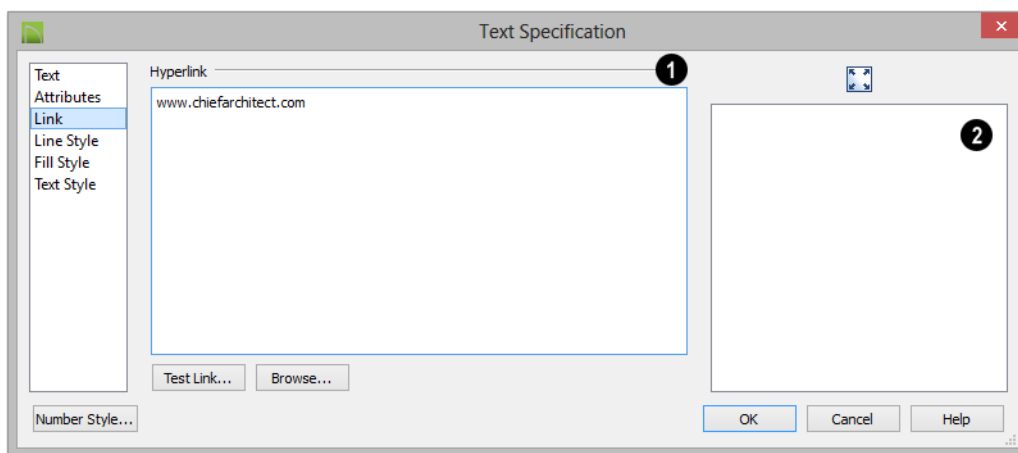 Text Specification
Text
Attributes
Link
Line Style
Fill Style
Text Style
Hyperlink
1
www.chiefarchitect.com
2
Test Link...
Browse...
Number Style...
OK
Cancel
Help